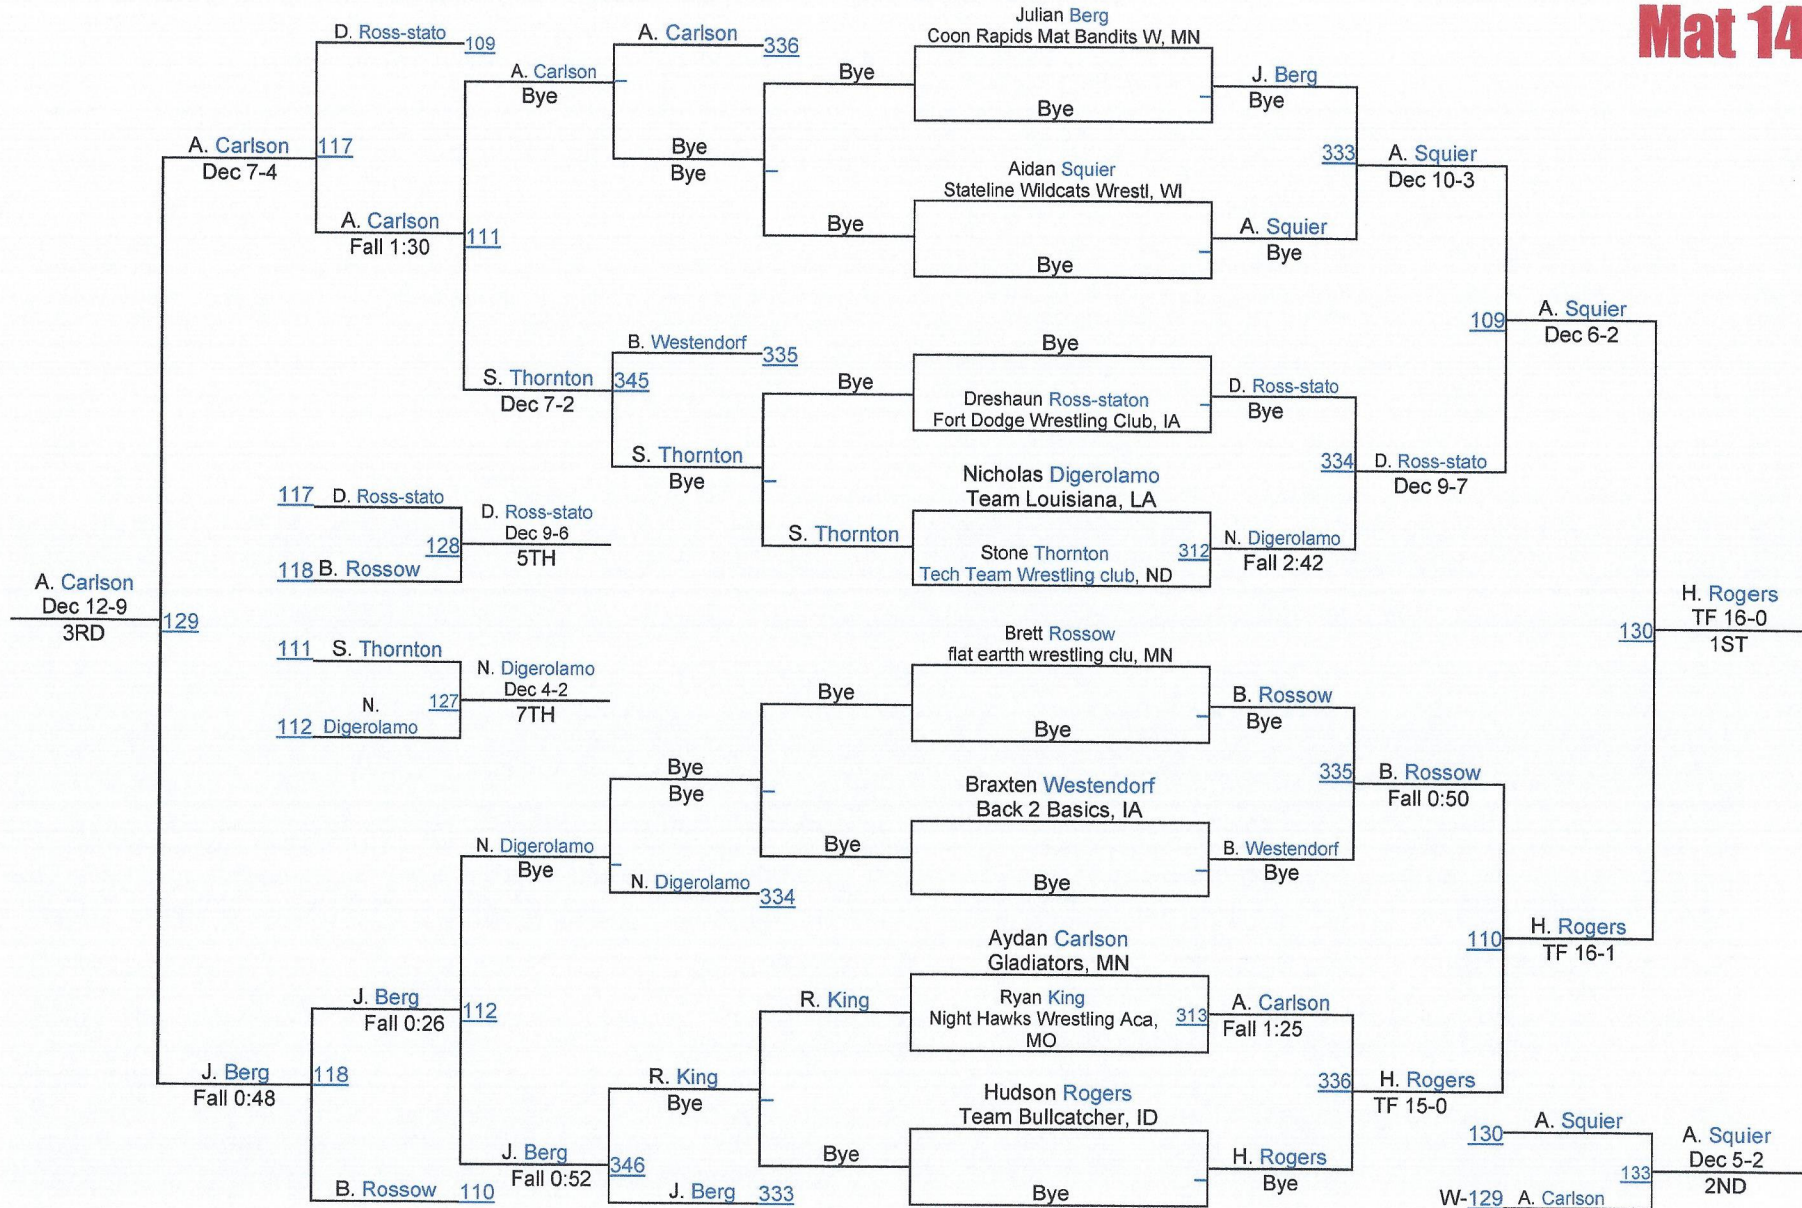 Mat 14
Julian Berg
Coon Rapids Mat Bandits W, MN
Bye
Aidan Squier
Stateline Wildcats Wrestl, WI
Bye
Bye
Dreshaun Ross-staton
Fort Dodge Wrestling Club, IA
Nicholas Digerolamo
Team Louisiana, LA
Stone Thornton
Tech Team Wrestling club, ND
312
Brett Rossow
flat eartth wrestling clu, MN
Bye
Braxten Westendorf
Back 2 Basics, IA
Bye
Aydan Carlson
Gladiators, MN
Ryan King
Night Hawks Wrestling Aca,
MO
313
Hudson Rogers
Team Bullcatcher, ID
Bye
J. Berg
Bye
333
A. Squier
Bye
D. Ross-stato
Bye
334
N. Digerolamo
Fall 2:42
B. Rossow
Bye
335
B. Westendorf
Bye
A. Carlson
Fall 1:25
336
H. Rogers
Bye
A. Squier
Dec 10-3
109
D. Ross-stato
Dec 9-7
B. Rossow
Fall 0:50
110
H. Rogers
TF 15-0
A. Squier
Dec 6-2
130
H. Rogers
TF 16-1
H. Rogers
TF 16-0
1ST
130
A. Squier
133
W-129 A. Carlson
A. Squier
Dec 5-2
2ND
Bye
Bye
Bye
S. Thornton
Bye
Bye
R. King
Bye
A. Carlson
336
Bye
Bye
B. Westendorf
335
S. Thornton
Bye
Bye
Bye
N. Digerolamo
334
R. King
Bye
J. Berg
333
A. Carlson
Bye
S. Thornton
345
Dec 7-2
N. Digerolamo
Bye
J. Berg
346
Fall 0:52
D. Ross-stato
109
A. Carlson
Fall 1:30
111
J. Berg
Fall 0:26
112
B. Rossow
110
A. Carlson
117
Dec 7-4
J. Berg
118
Fall 0:48
A. Carlson
Dec 12-9
3RD
129
117
D. Ross-stato
128
118
B. Rossow
D. Ross-stato
Dec 9-6
5TH
111
S. Thornton
N.
127
112
Digerolamo
N. Digerolamo
Dec 4-2
7TH